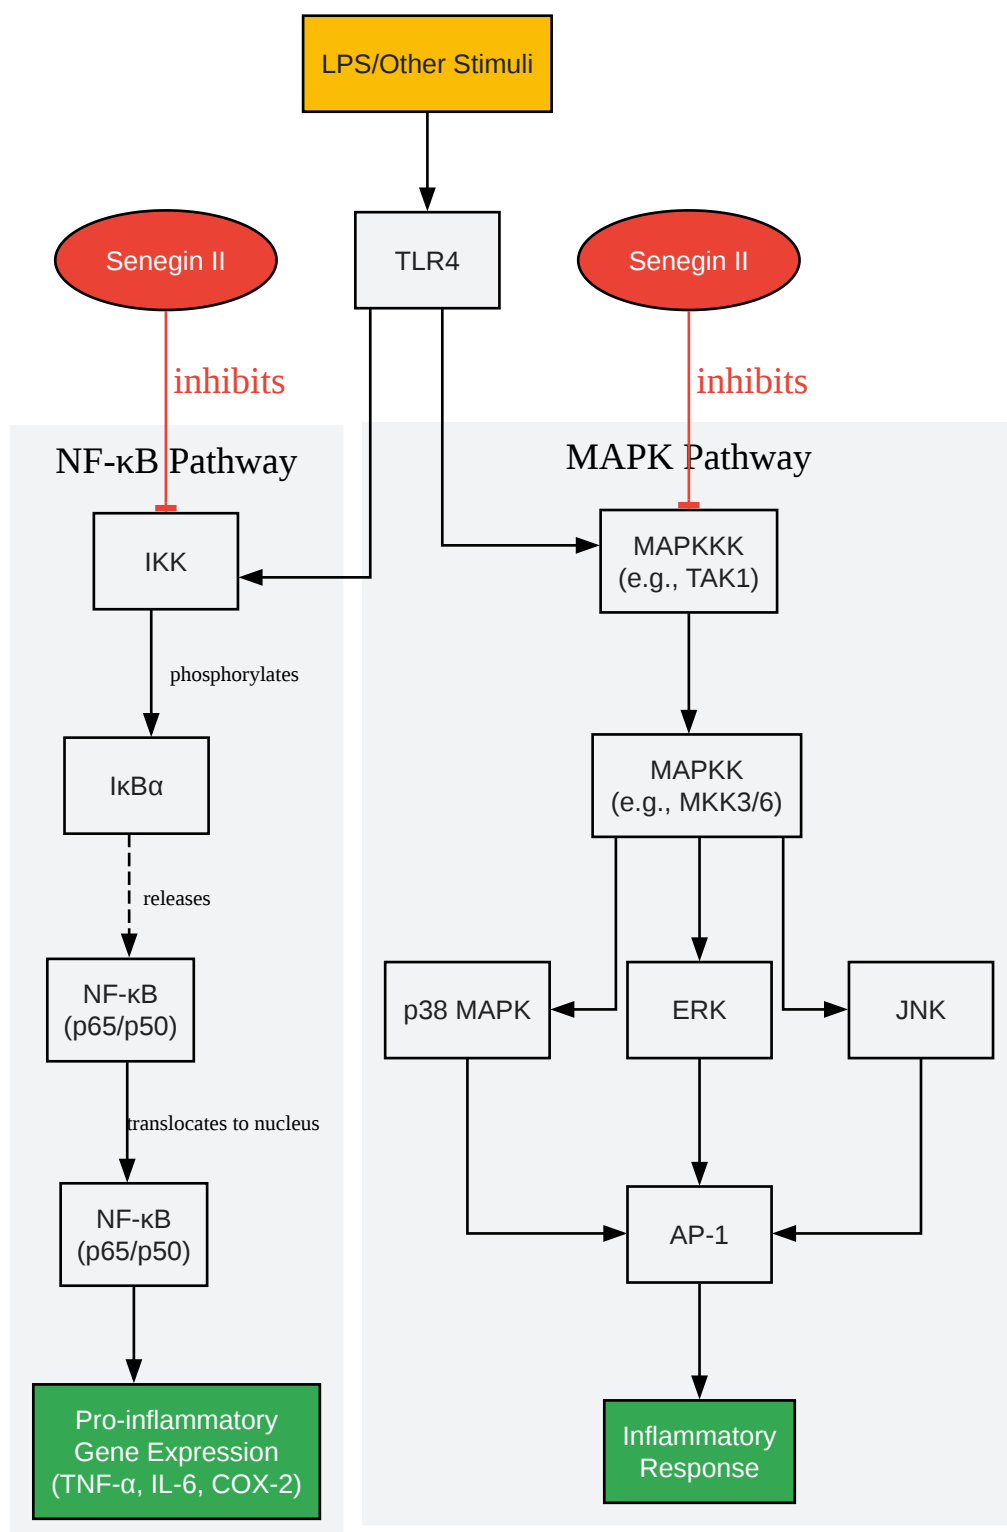 LPS/Other Stimuli
Senegin II
TLR4
Senegin II
inhibits
inhibits
NF-κB Pathway
MAPK Pathway
IKK
MAPKKK
(e.g., TAK1)
phosphorylates
IκBα
MAPKK
(e.g., MKK3/6)
releases
NF-κB
(p65/p50)
p38 MAPK
ERK
JNK
translocates to nucleus
NF-κB
(p65/p50)
AP-1
Pro-inflammatory
Gene Expression
(TNF-α, IL-6, COX-2)
Inflammatory
Response